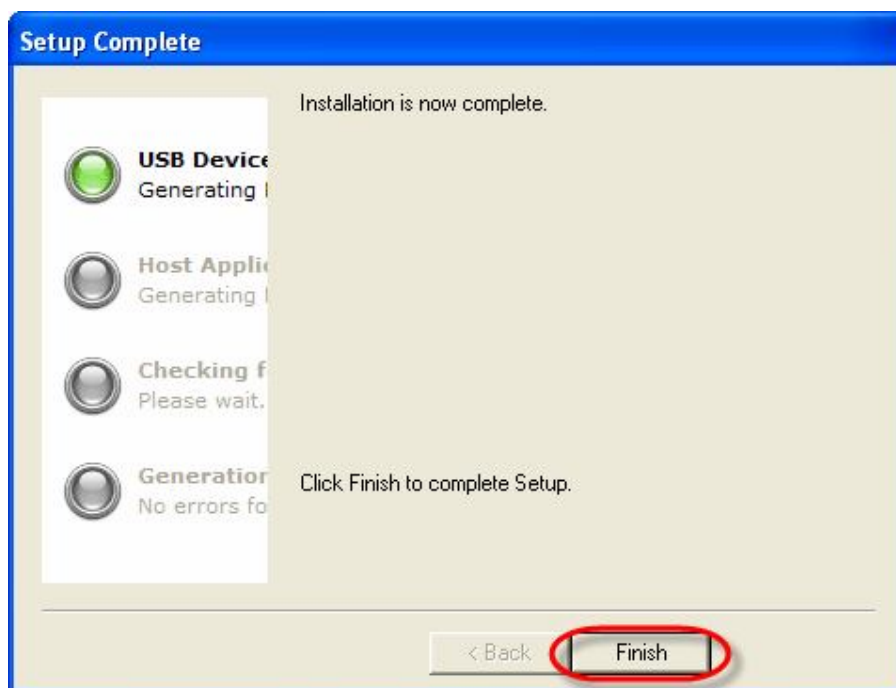 Setup Complete
Installation is now complete.
USB Device
Generating
Host Applic
Generating
Checking f
Please wait.
Generation
No errors fo
Click Finish to complete Setup.
< Back
Finish